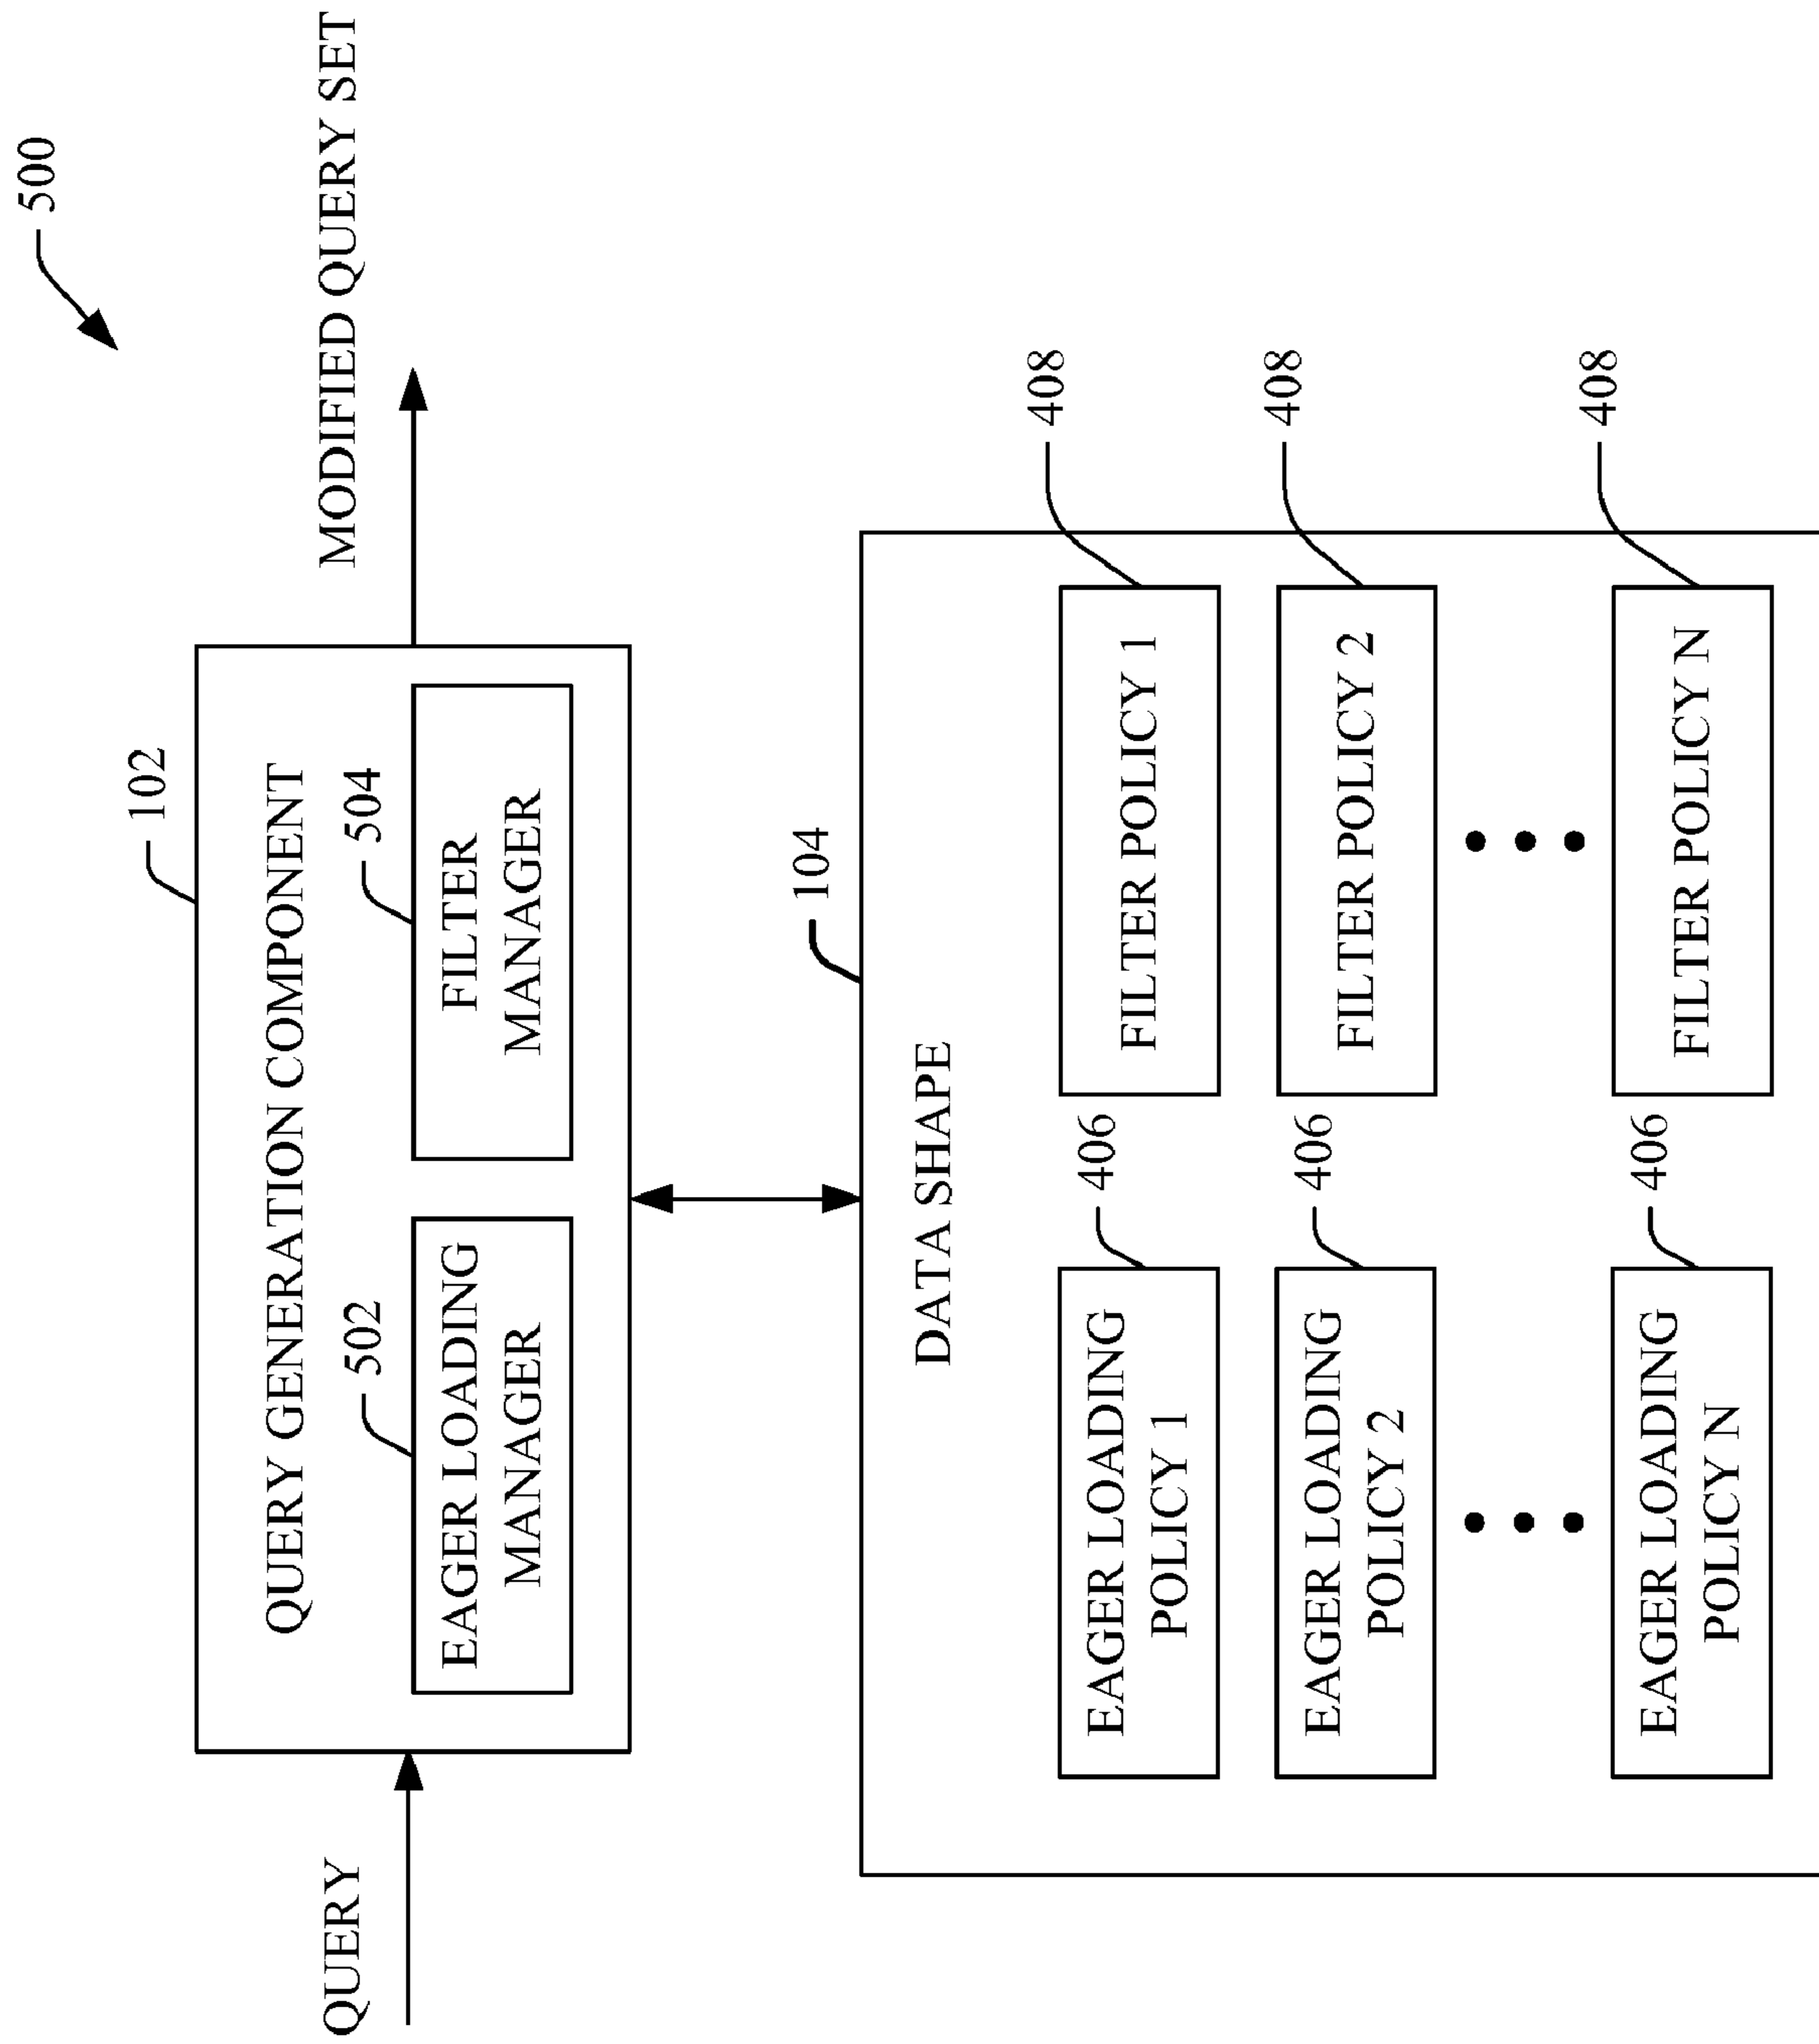 500
QUERY
MODIFIED QUERY SET
102
QUERY GENERATION COMPONENT
502
EAGER LOADING
MANAGER
504
FILTER
MANAGER
104
DATA SHAPE
406
EAGER LOADING
POLICY 1
408
FILTER POLICY 1
406
EAGER LOADING
POLICY 2
408
FILTER POLICY 2
406
EAGER LOADING
POLICY N
408
FILTER POLICY N